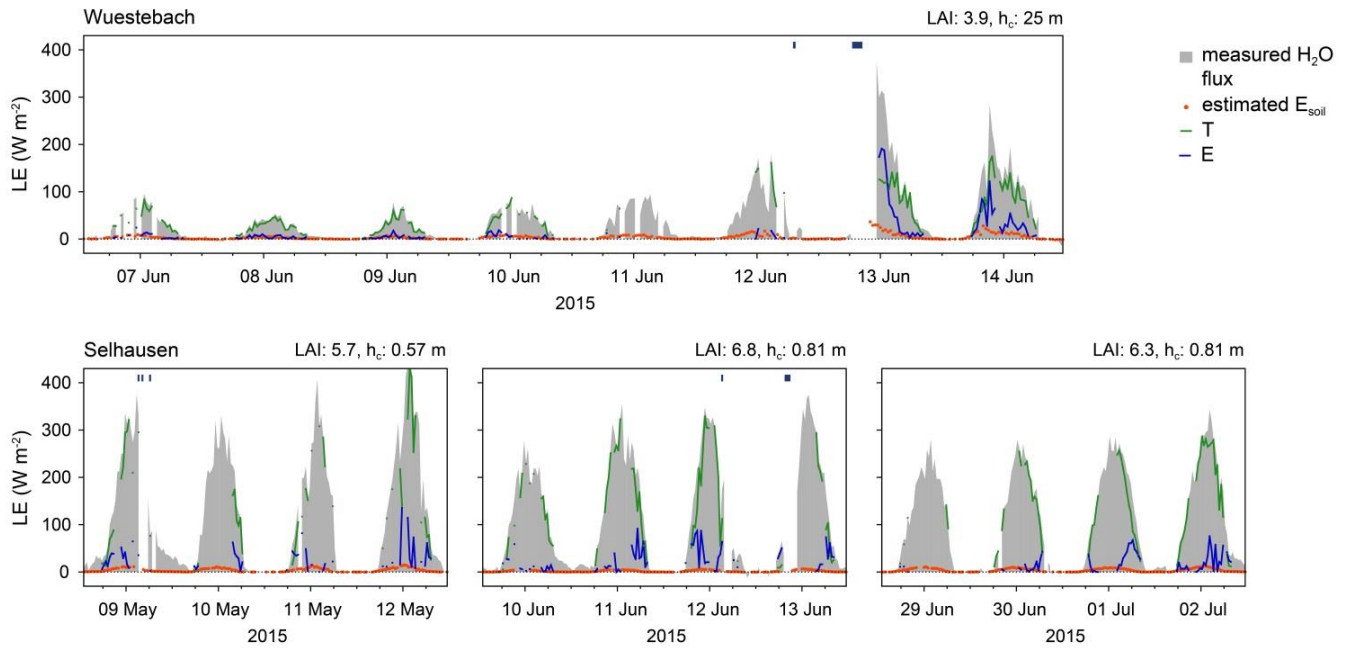 Wuestebach
LAI: 3.9, hc: 25 m
400
300
200
100
0
LE (W m-2)
07 Jun 08 Jun 09 Jun 10 Jun 11 Jun 12 Jun 13 Jun 14 Jun
2015
measured H2O
flux
estimated Esoil
T
E
Selhausen
LAI: 5.7, hc: 0.57 m
LAI: 6.8, hc: 0.81 m
LAI: 6.3, hc: 0.81 m
400
300
200
100
0
LE (W m-2)
09 May 10 May 11 May 12 May
2015
10 Jun 11 Jun 12 Jun 13 Jun
2015
29 Jun 30 Jun 01 Jul 02 Jul
2015